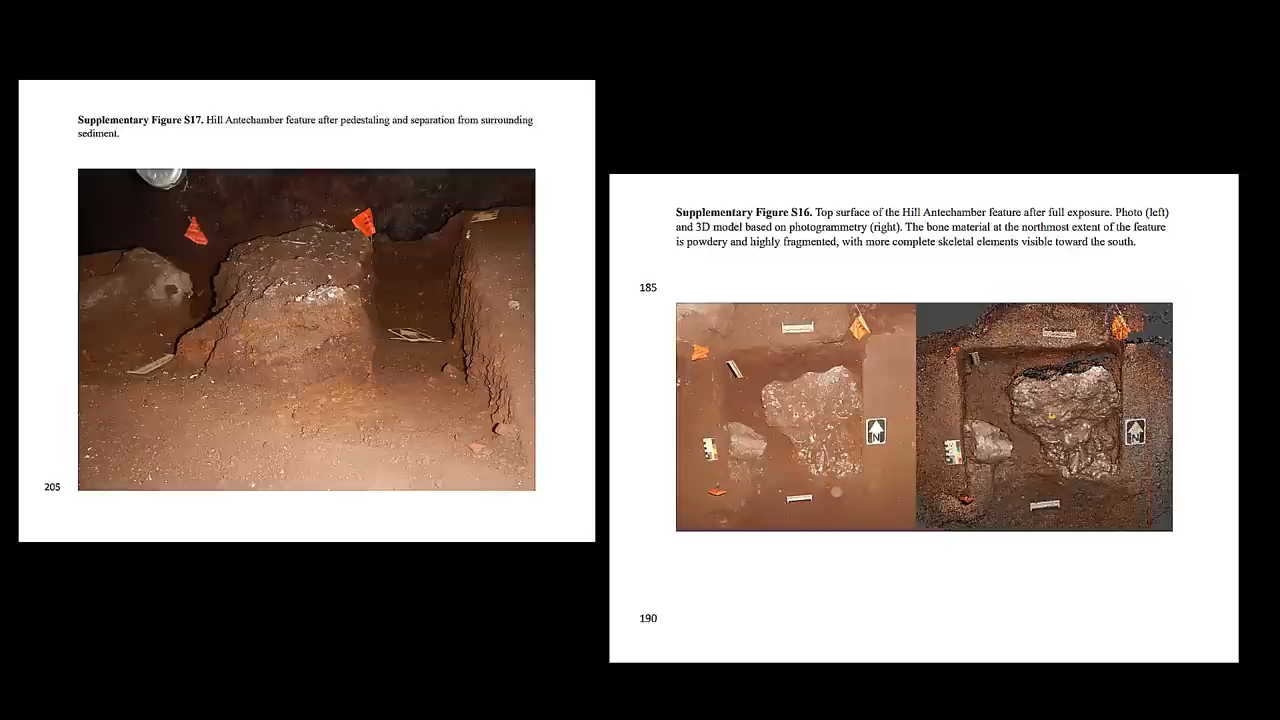 Supplementary Figure S17. Hill Antechamber feature after pedestaling and separation from surrounding
sediment.
205
Supplementary Figure S16. Top surface of the Hill Antechamber feature after full exposure. Photo (left)
and 3D model based on photogrammetry (right). The bone material at the northmost extent of the feature
is powdery and highly fragmented, with more complete skeletal elements visible toward the south.
185
N
N
190